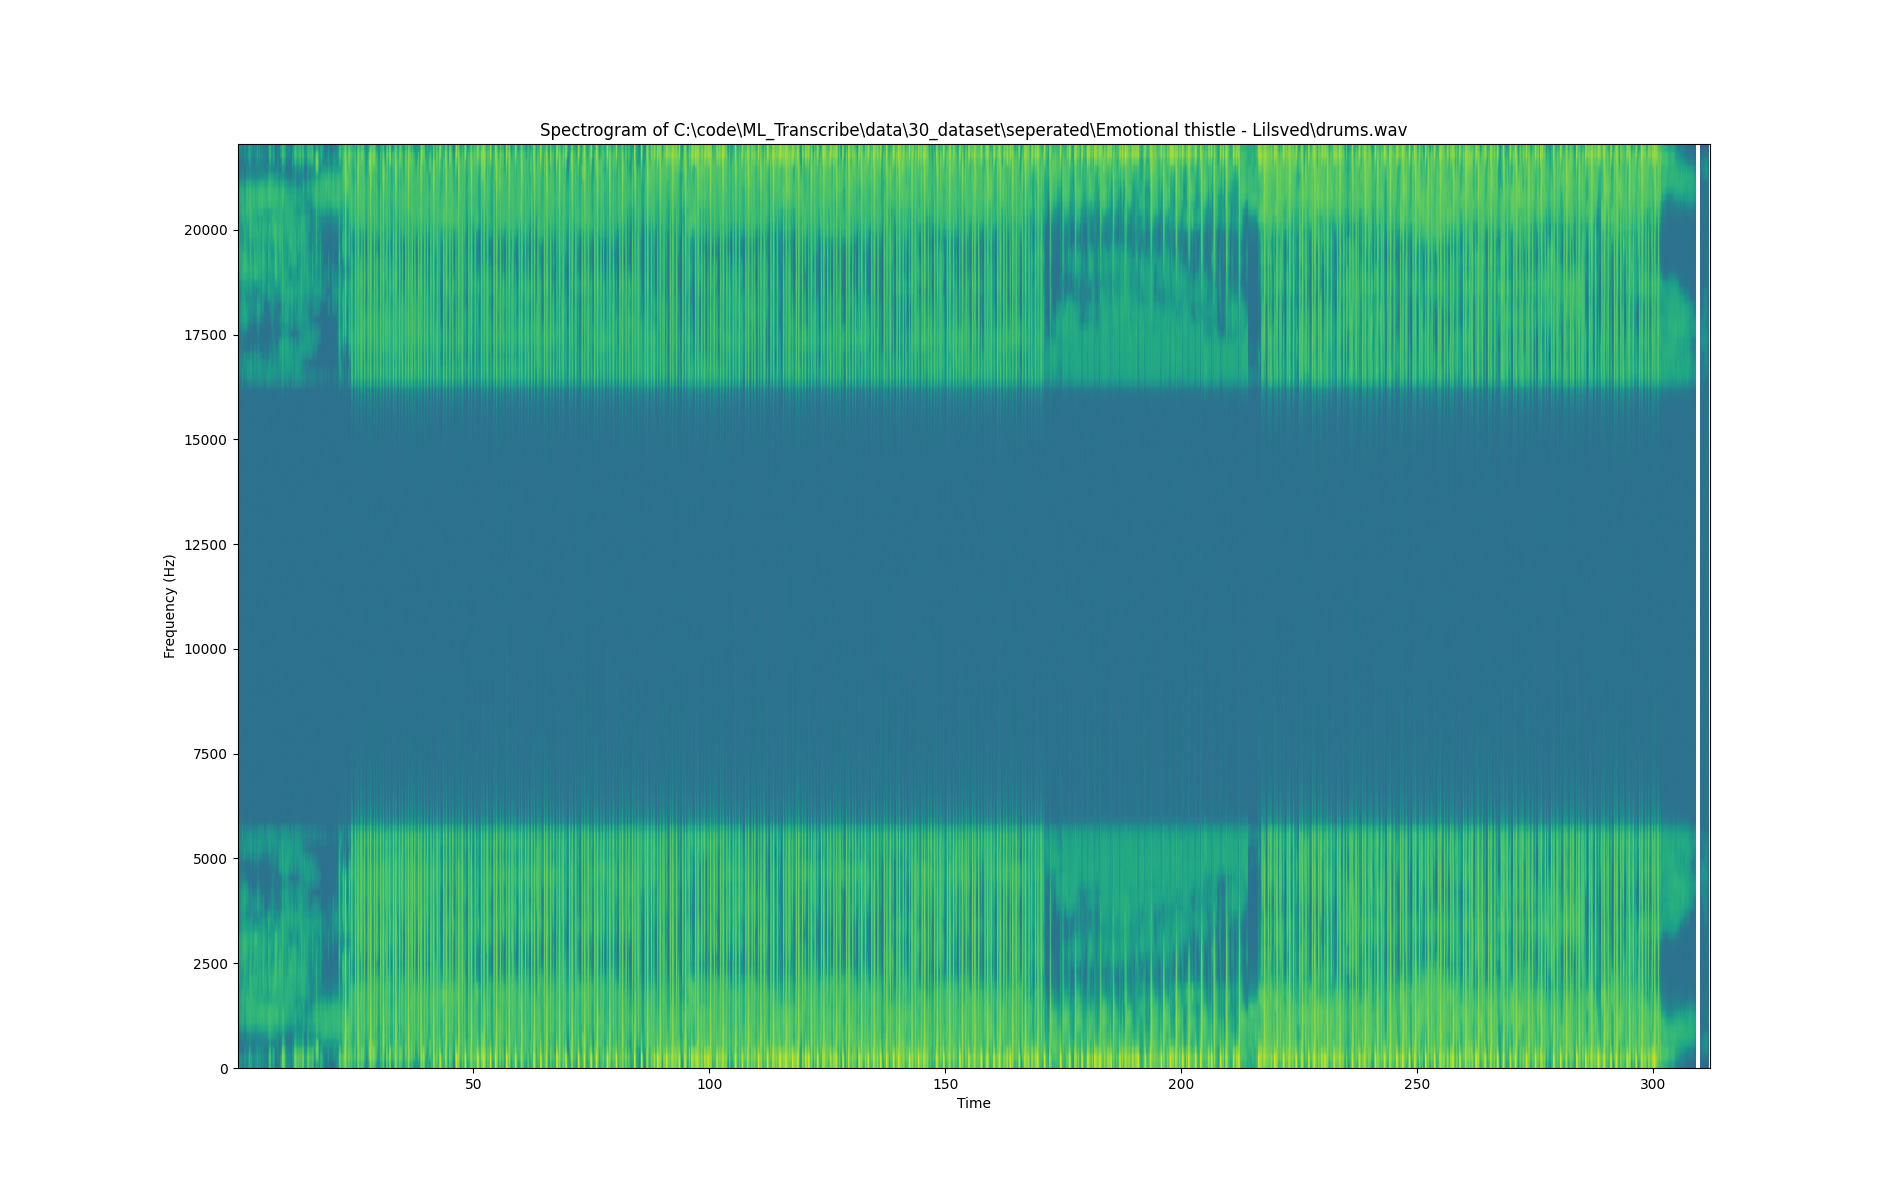 Spectrogram of C:\code\ML_Transcribe\data\30_dataset\seperated\Emotional thistle - Lilsved\drums.wav
Frequency (Hz)
20000
17500
15000
12500
10000
7500
5000
2500
0
50 100 150 200 250 300
Time